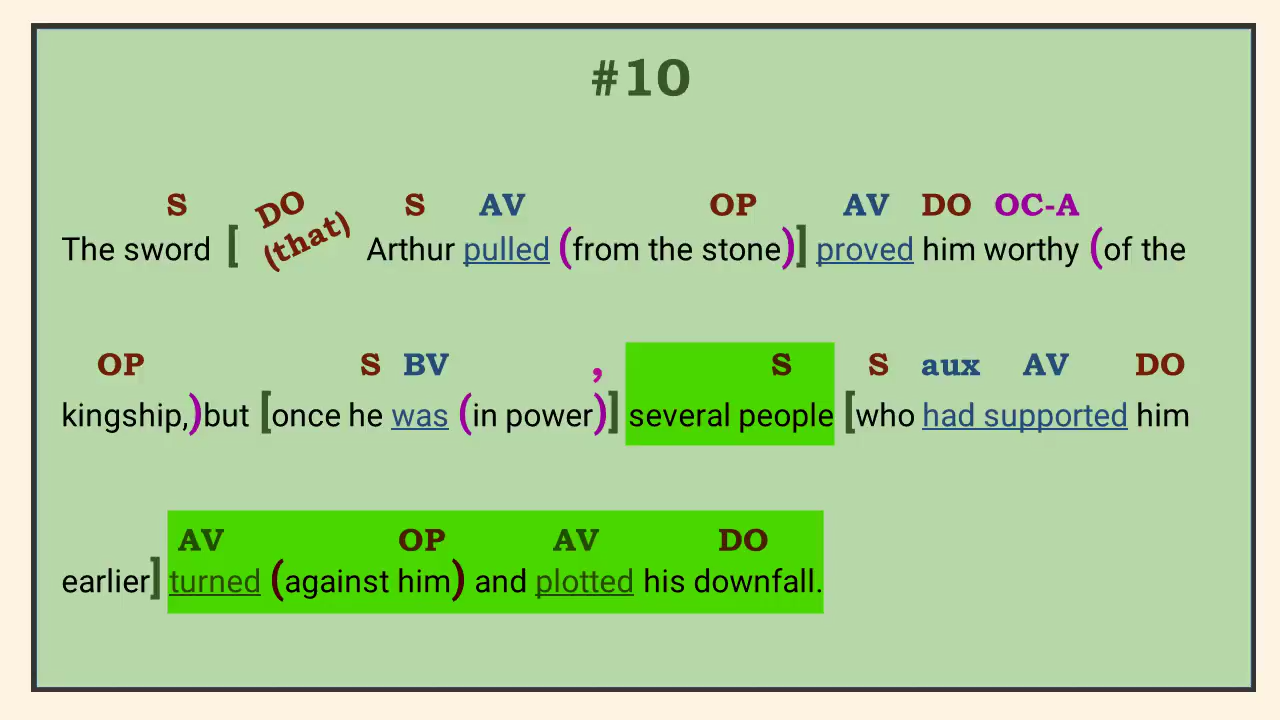 #10
S DO S AV OP AV DO OC-A
The sword [ (that) Arthur pulled (from the stone)] proved him worthy (of the
OP S BV , S S aux AV DO
kingship,)but [once he was (in power)] several people [who had supported him
AV OP AV DO
earlier] turned (against him) and plotted his downfall.